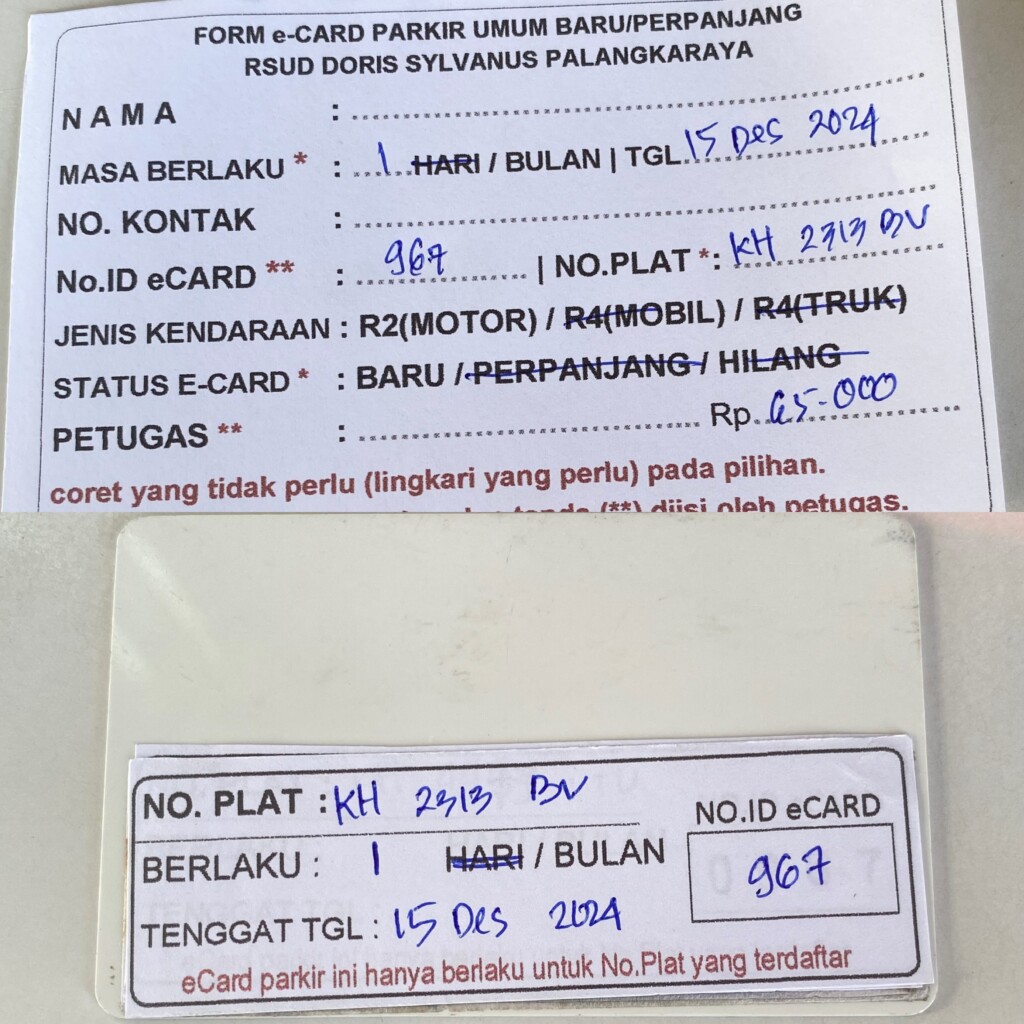 FORM e-CARD PARKIR UMUM BARU/PERPANJANG
RSUD DORIS SYLVANUS PALANGKARAYA
N A M A :
MASA BERLAKU * : 1 HARI / BULAN | TGL. 15 Des 2024
NO. KONTAK :
No.ID eCARD ** : 967 | NO.PLAT *: KH 2313 BV
JENIS KENDARAAN : R2(MOTOR) / R4(MOBIL) / R4(TRUK)
STATUS E-CARD * : BARU / PERPANJANG / HILANG
PETUGAS ** : Rp. 65.000
coret yang tidak perlu (lingkari yang perlu) pada pilihan.
tanda (**) diisi oleh petugas.
NO. PLAT : KH 2313 BV
NO.ID eCARD
BERLAKU : 1 HARI / BULAN
967
TENGGAT TGL : 15 Des 2024
eCard parkir ini hanya berlaku untuk No.Plat yang terdaftar